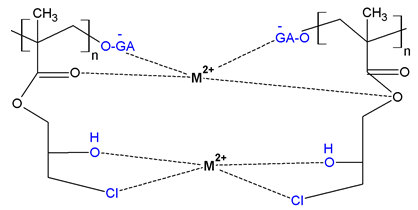 CH₃ CH₃
n O-GA⁻ GA⁻-O n
O M²⁺ O
O O
H H
O M²⁺ O
Cl Cl